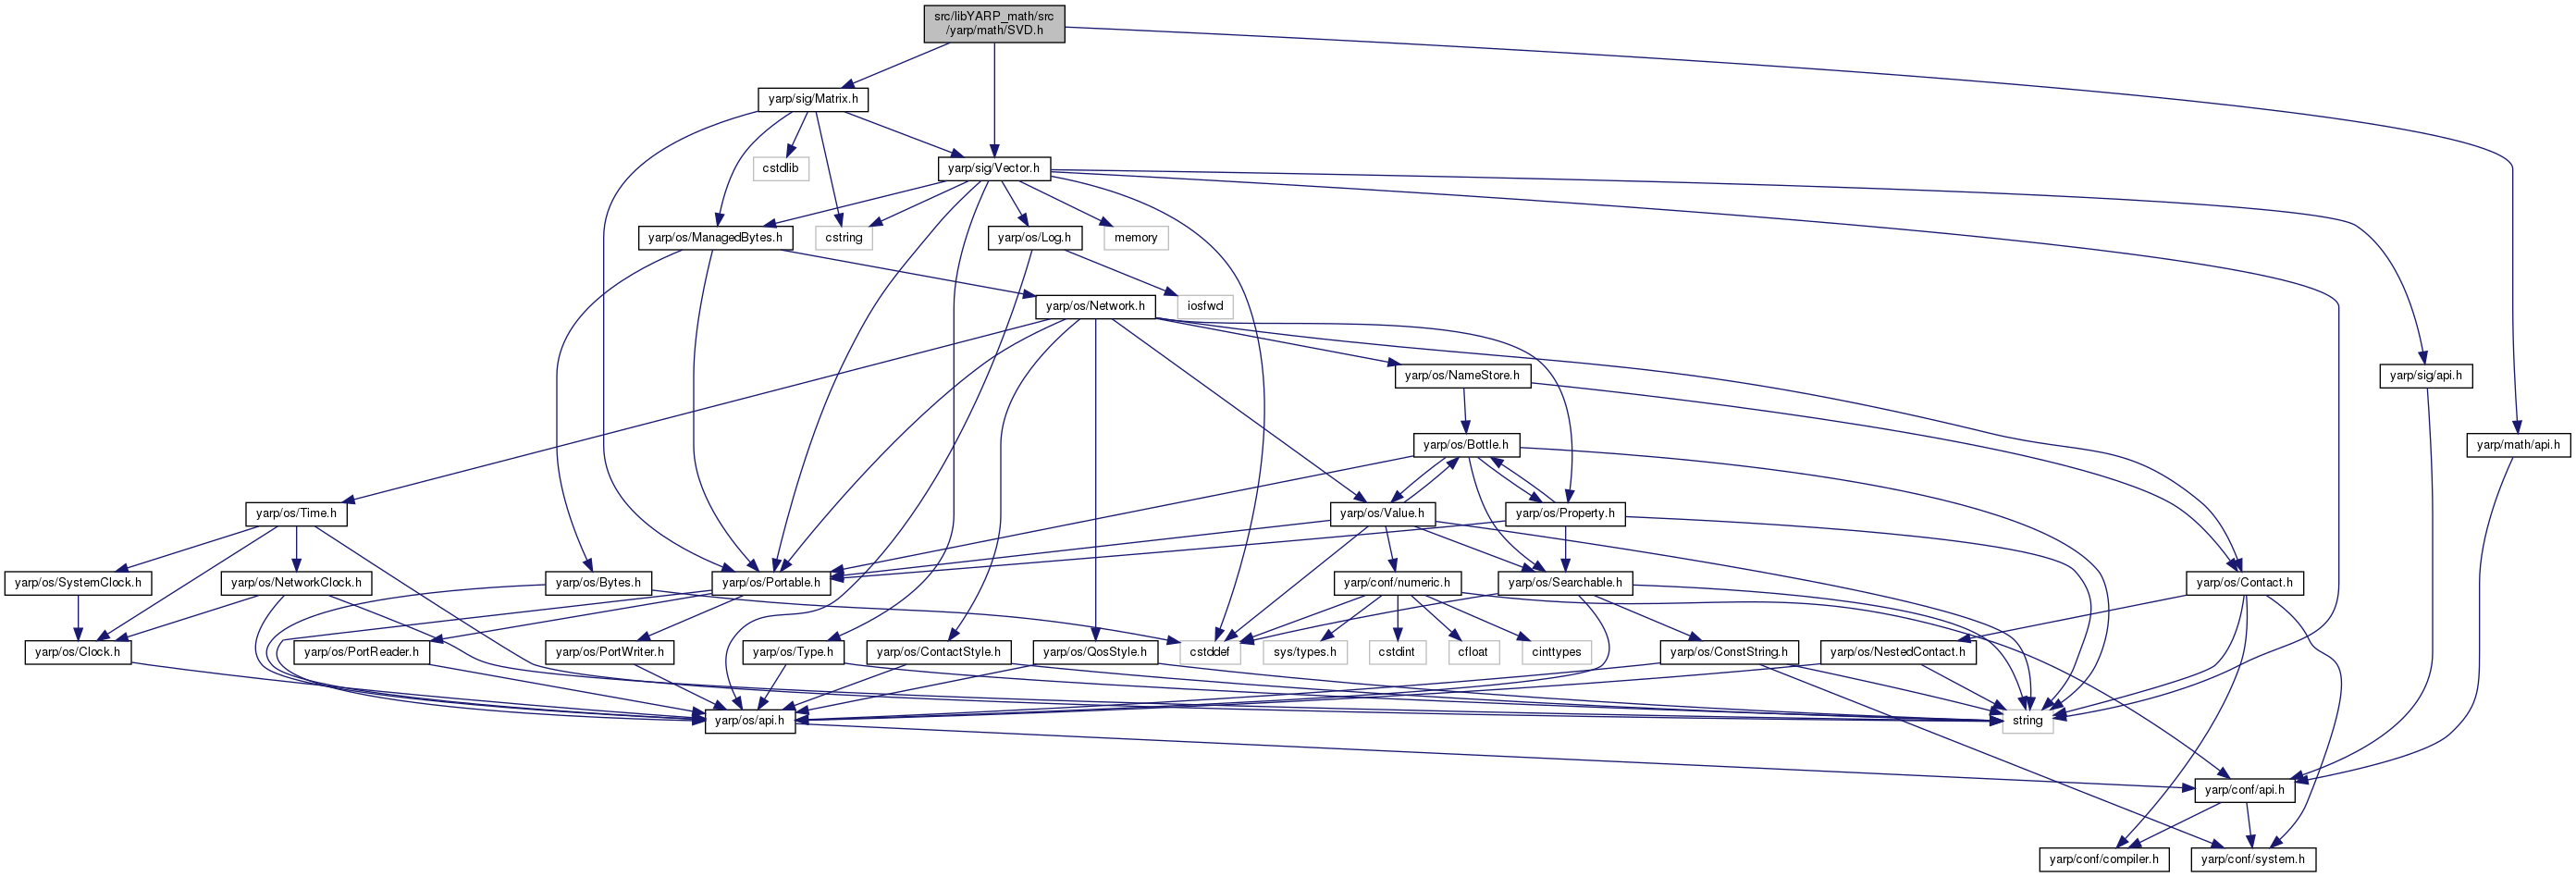 src/libYARP_math/src
/yarp/math/SVD.h
yarp/sig/Matrix.h
cstdlib
yarp/sig/Vector.h
yarp/os/ManagedBytes.h
cstring
yarp/os/Log.h
memory
yarp/os/Network.h
iosfwd
yarp/os/NameStore.h
yarp/sig/api.h
yarp/os/Bottle.h
yarp/math/api.h
yarp/os/Time.h
yarp/os/Value.h
yarp/os/Property.h
yarp/os/SystemClock.h
yarp/os/NetworkClock.h
yarp/os/Bytes.h
yarp/os/Portable.h
yarp/conf/numeric.h
yarp/os/Searchable.h
yarp/os/Contact.h
yarp/os/Clock.h
yarp/os/PortReader.h
yarp/os/PortWriter.h
yarp/os/Type.h
yarp/os/ContactStyle.h
yarp/os/QosStyle.h
cstddef
sys/types.h
cstdint
cfloat
cinttypes
yarp/os/ConstString.h
yarp/os/NestedContact.h
yarp/os/api.h
string
yarp/conf/api.h
yarp/conf/compiler.h
yarp/conf/system.h